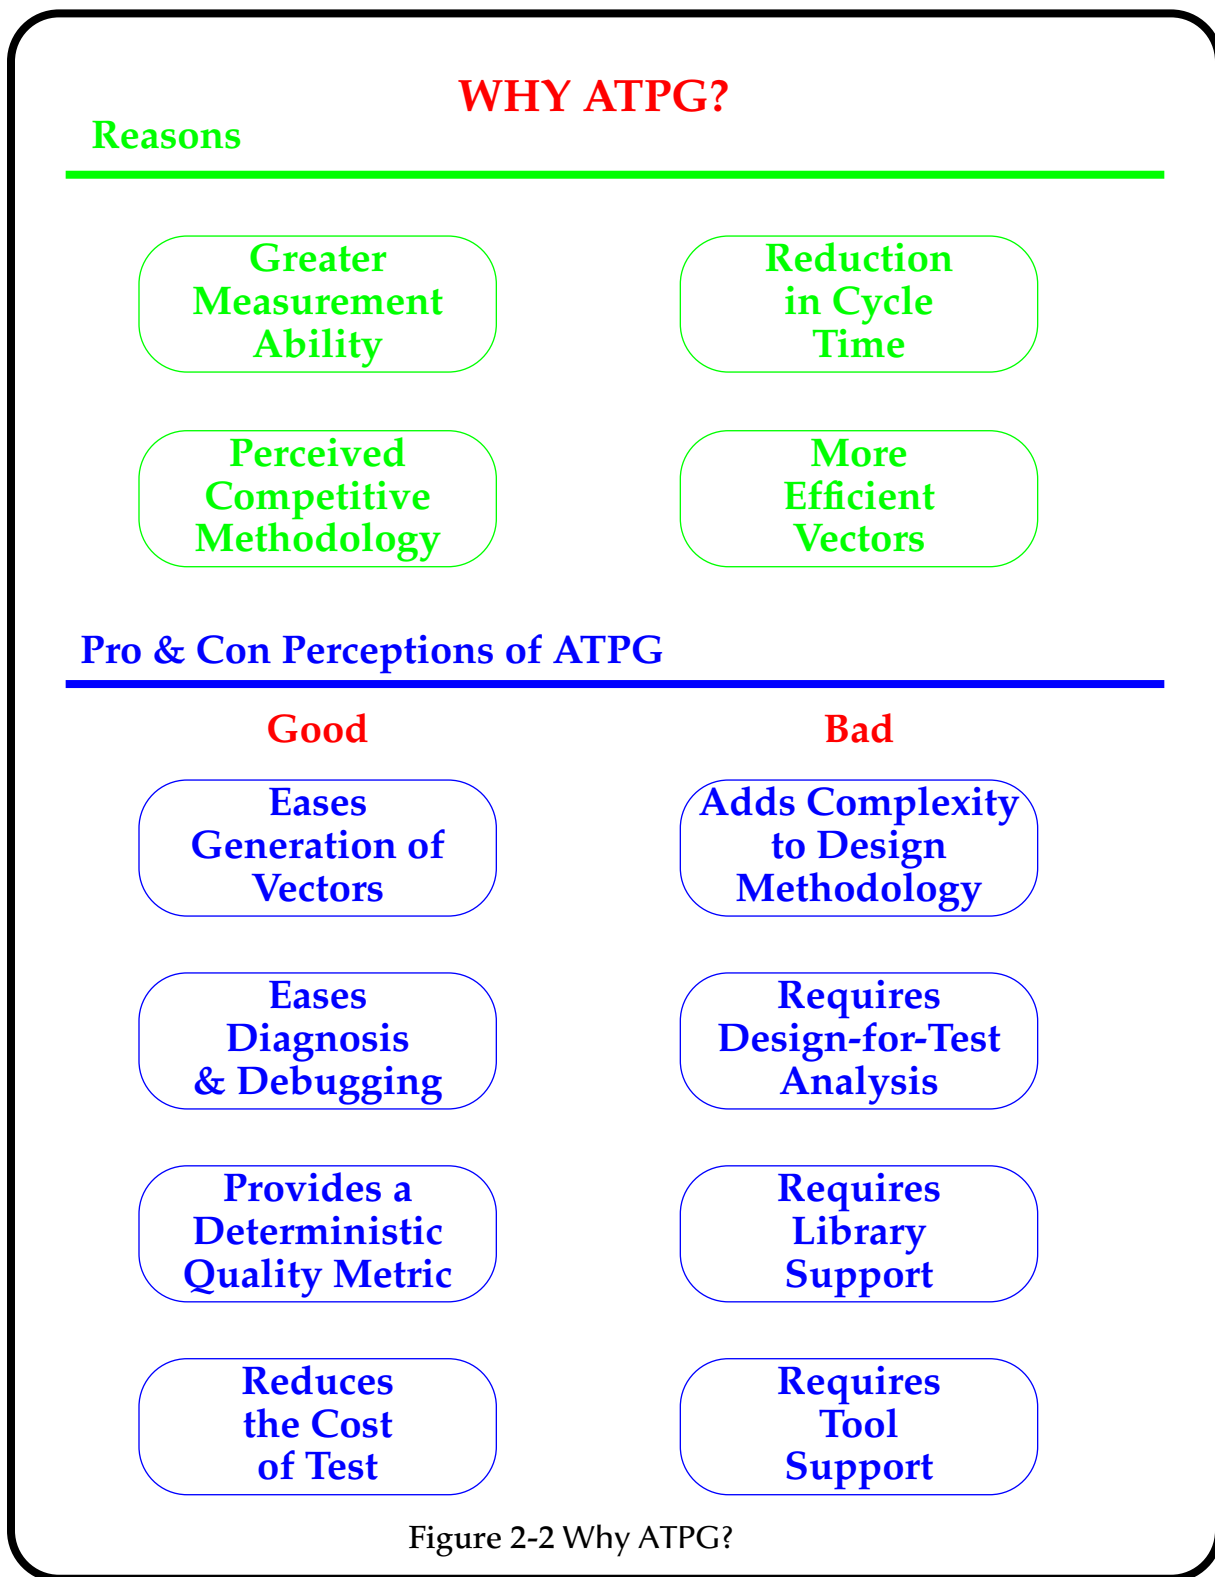 WHY ATPG?
Reasons
Greater
Measurement
Ability
Reduction
in Cycle
Time
Perceived
Competitive
Methodology
More
Efficient
Vectors
Pro & Con Perceptions of ATPG
Good
Bad
Eases
Generation of
Vectors
Adds Complexity
to Design
Methodology
Eases
Diagnosis
& Debugging
Requires
Design-for-Test
Analysis
Provides a
Deterministic
Quality Metric
Requires
Library
Support
Reduces
the Cost
of Test
Requires
Tool
Support
Figure 2-2 Why ATPG?